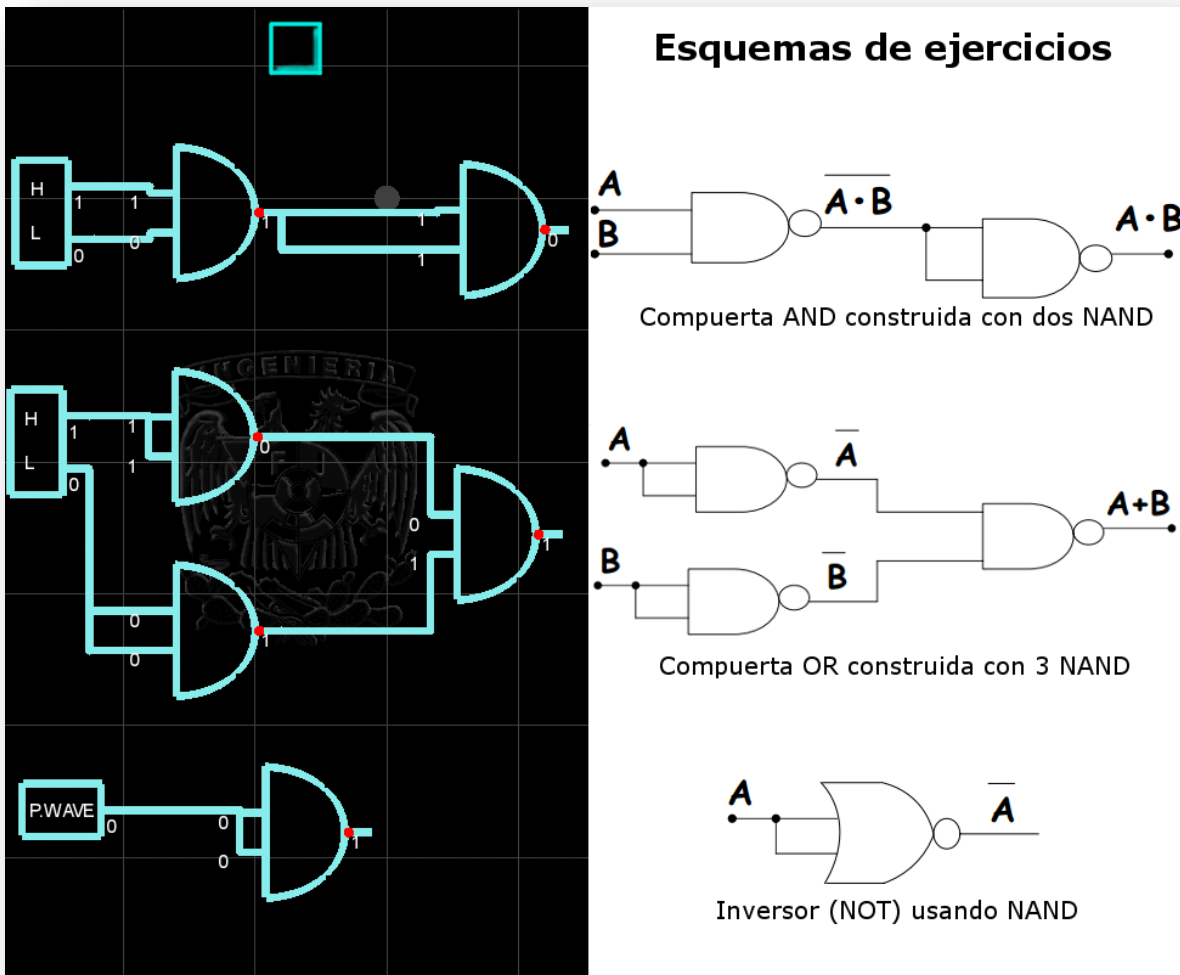 Esquemas de ejercicios
H
L
1
1
0
0
1
1
1
0
A
B
A·B
A·B
Compuerta AND construida con dos NAND
INGENIERIA
F I
H
L
1
1
1
0
0
0
0
1
0
1
1
A
A
B
B
A+B
Compuerta OR construida con 3 NAND
P.WAVE
0
0
0
1
A
A
Inversor (NOT) usando NAND